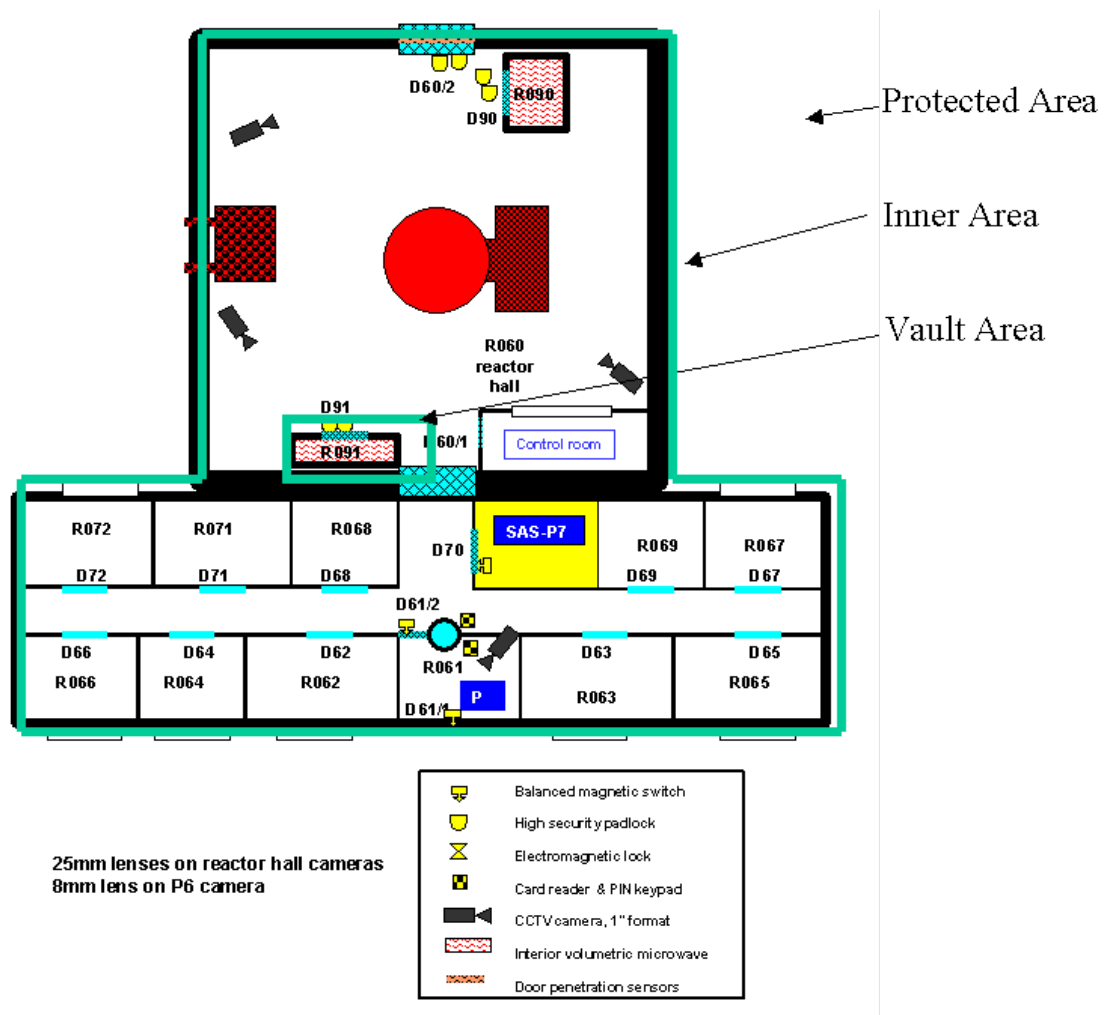 D60/2
R090
D90
Protected Area
Inner Area
Vault Area
R060
reactor
hall
D91
R091
D60/1
Control room
R072
R071
R068
SAS-P7
R069
R067
D70
D72
D71
D68
D69
D67
D61/2
D66
D64
D62
R061
D63
D65
R066
R064
R062
D61/1
P
R063
R065
Balanced magnetic switch
High security padlock
Electromagnetic lock
Card reader & PIN keypad
CCTV camera, 1" format
Interior volumetric microwave
Door penetration sensors
25mm lenses on reactor hall cameras
8mm lens on P6 camera